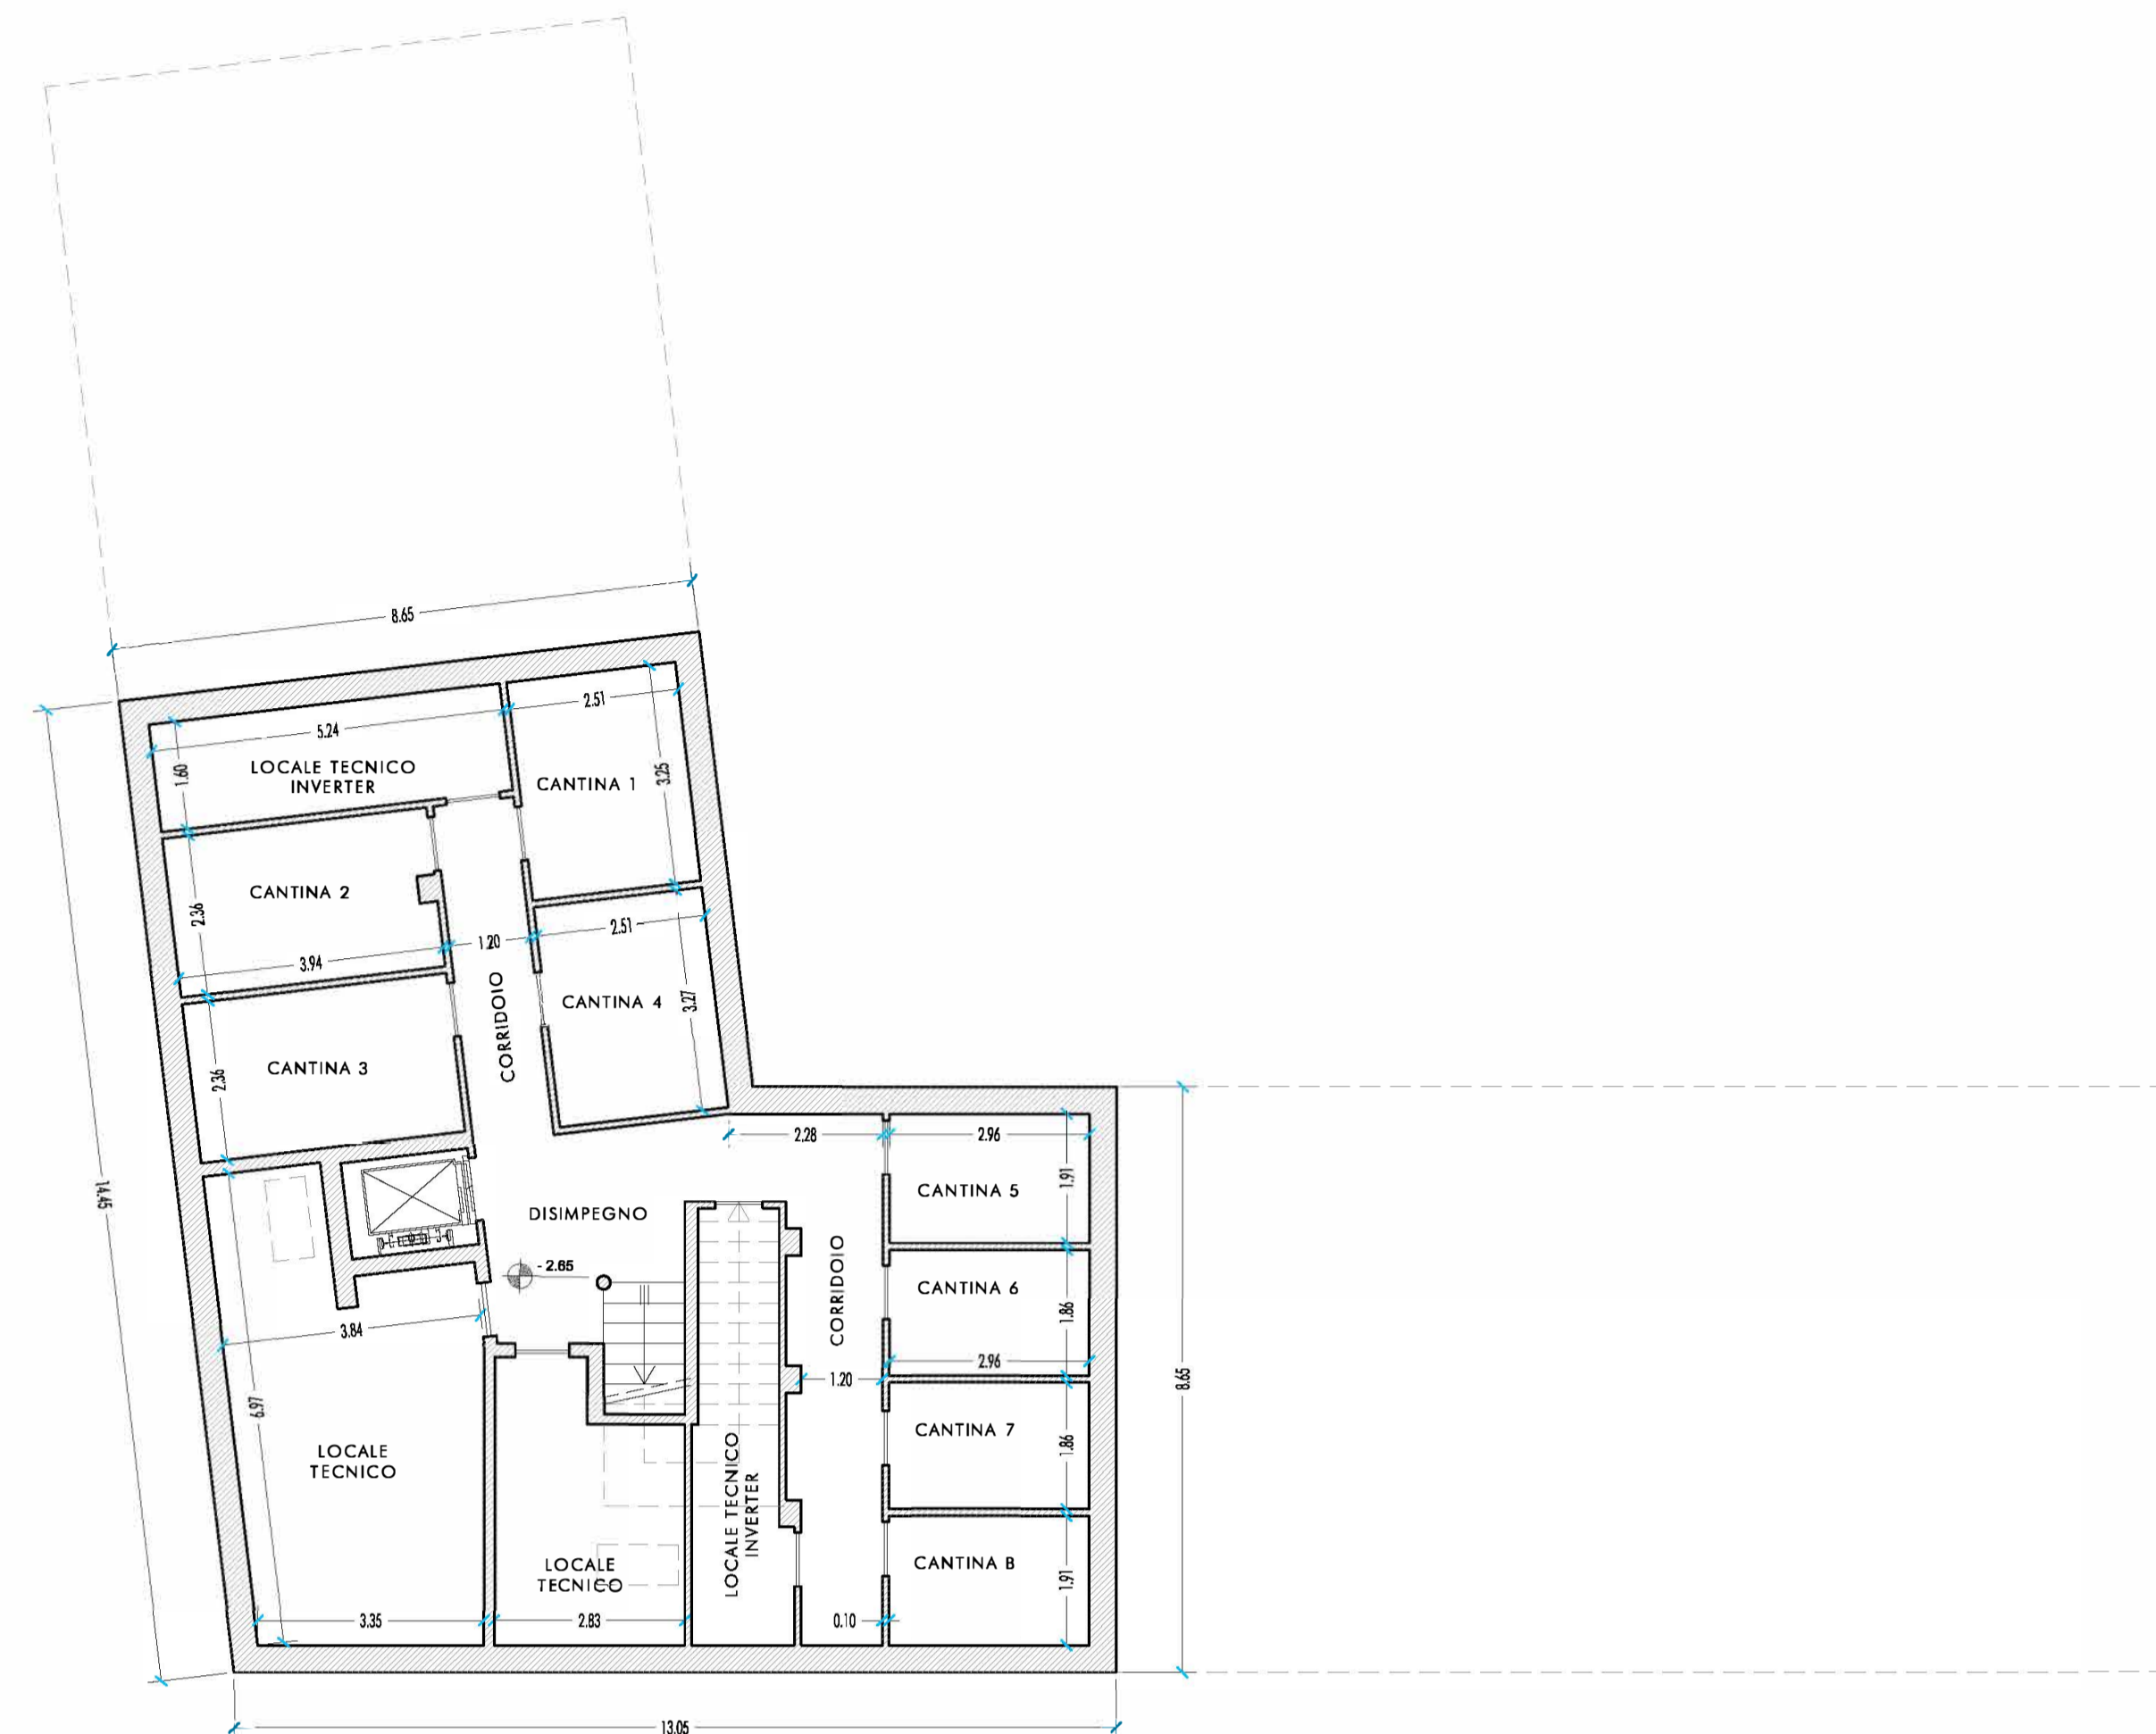 8.65
2.51
5.24
1.60
LOCALE TECNICO
INVERTER
CANTINA 1
3.25
CANTINA 2
2.36
3.94
1.20
2.51
CORRIDOIO
CANTINA 4
3.27
CANTINA 3
2.36
14.45
2.28
2.96
1.91
CANTINA 5
DISIMPEGNO
- 2.65
CORRIDOIO
CANTINA 6
1.86
3.84
2.96
1.20
8.65
6.97
CANTINA 7
1.86
LOCALE
TECNICO
LOCALE TECNICO
INVERTER
LOCALE
TECNICO
CANTINA B
1.91
3.35
2.83
0.10
13.05